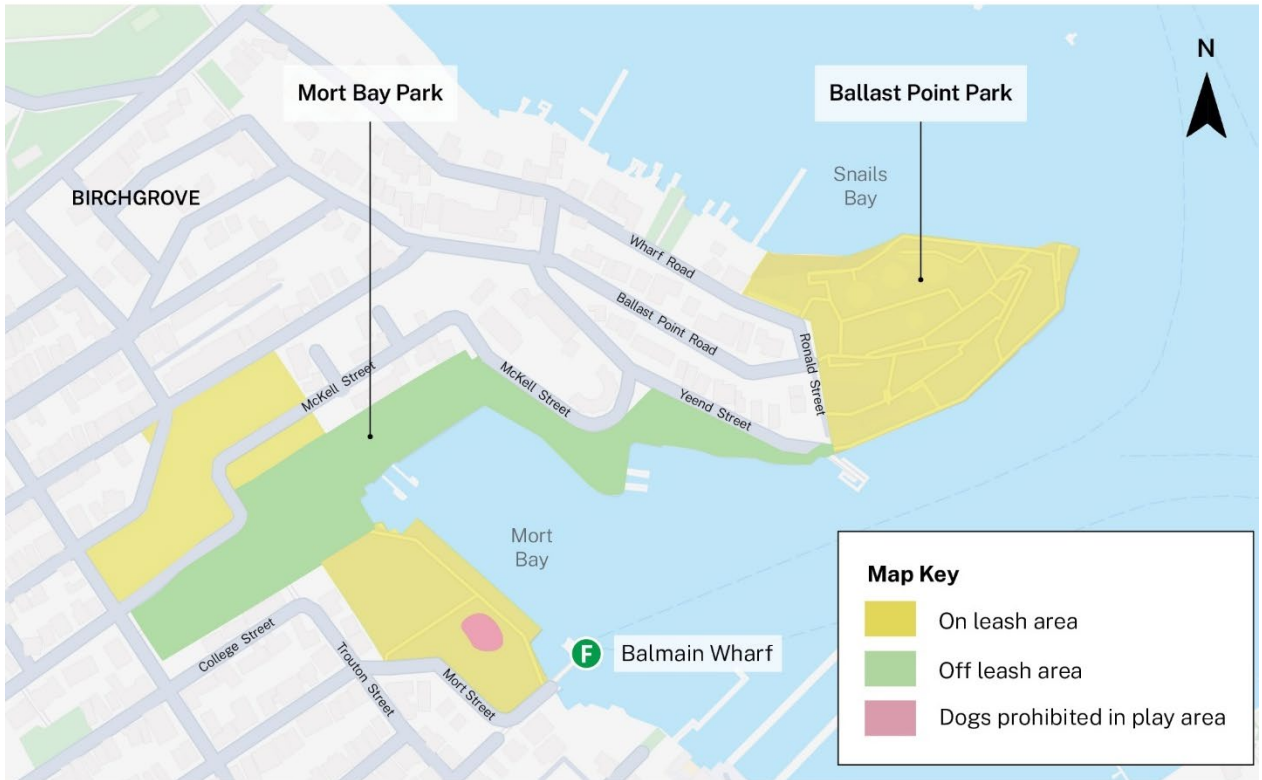 N
Mort Bay Park
Ballast Point Park
Snails
Bay
BIRCHGROVE
Wharf Road
Ballast Point Road
Ronald Street
McKell Street
McKell Street
Yeend Street
Mort
Bay
Map Key
On leash area
Off leash area
Dogs prohibited in play area
F
Balmain Wharf
College Street
Trouton Street
Mort Street